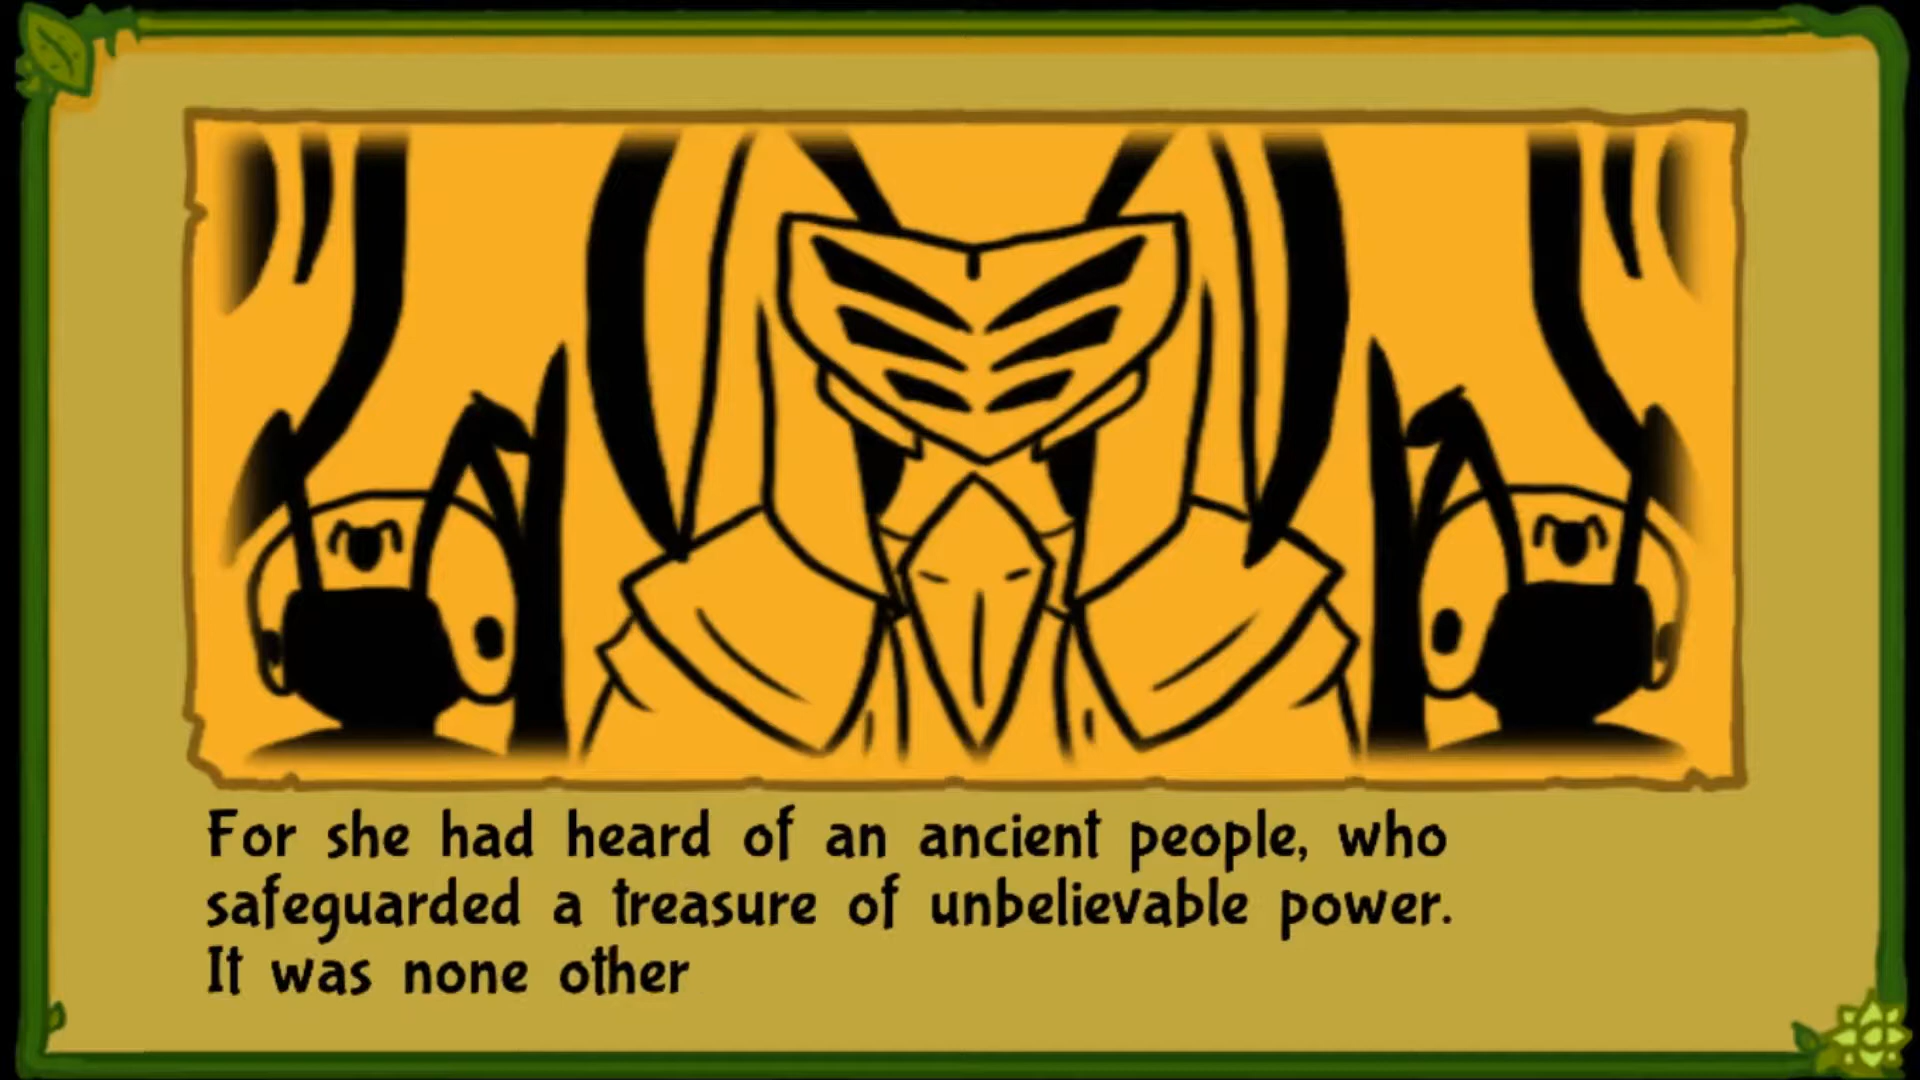 For she had heard of an ancient people, who
safeguarded a treasure of unbelievable power.
It was none other